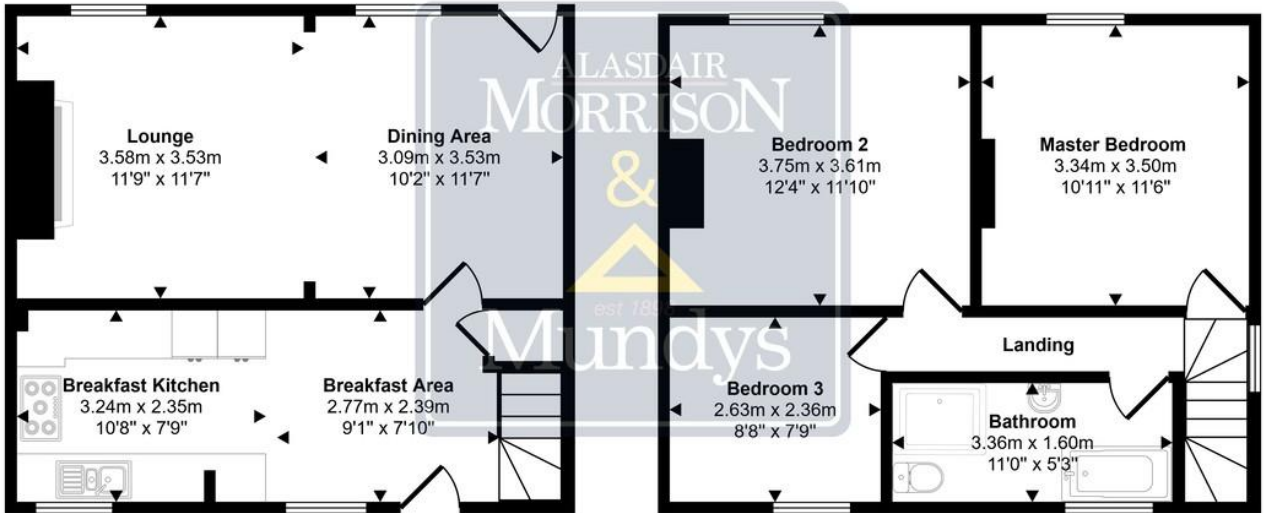 Lounge
3.58m x 3.53m
11'9" x 11'7"
Dining Area
3.09m x 3.53m
10'2" x 11'7"
Breakfast Kitchen
3.24m x 2.35m
10'8" x 7'9"
Breakfast Area
2.77m x 2.39m
9'1" x 7'10"
ALASDAIR
MORRISON
&
est 1898
Mundys
Bedroom 2
3.75m x 3.61m
12'4" x 11'10"
Master Bedroom
3.34m x 3.50m
10'11" x 11'6"
Landing
Bedroom 3
2.63m x 2.36m
8'8" x 7'9"
Bathroom
3.36m x 1.60m
11'0" x 5'3"